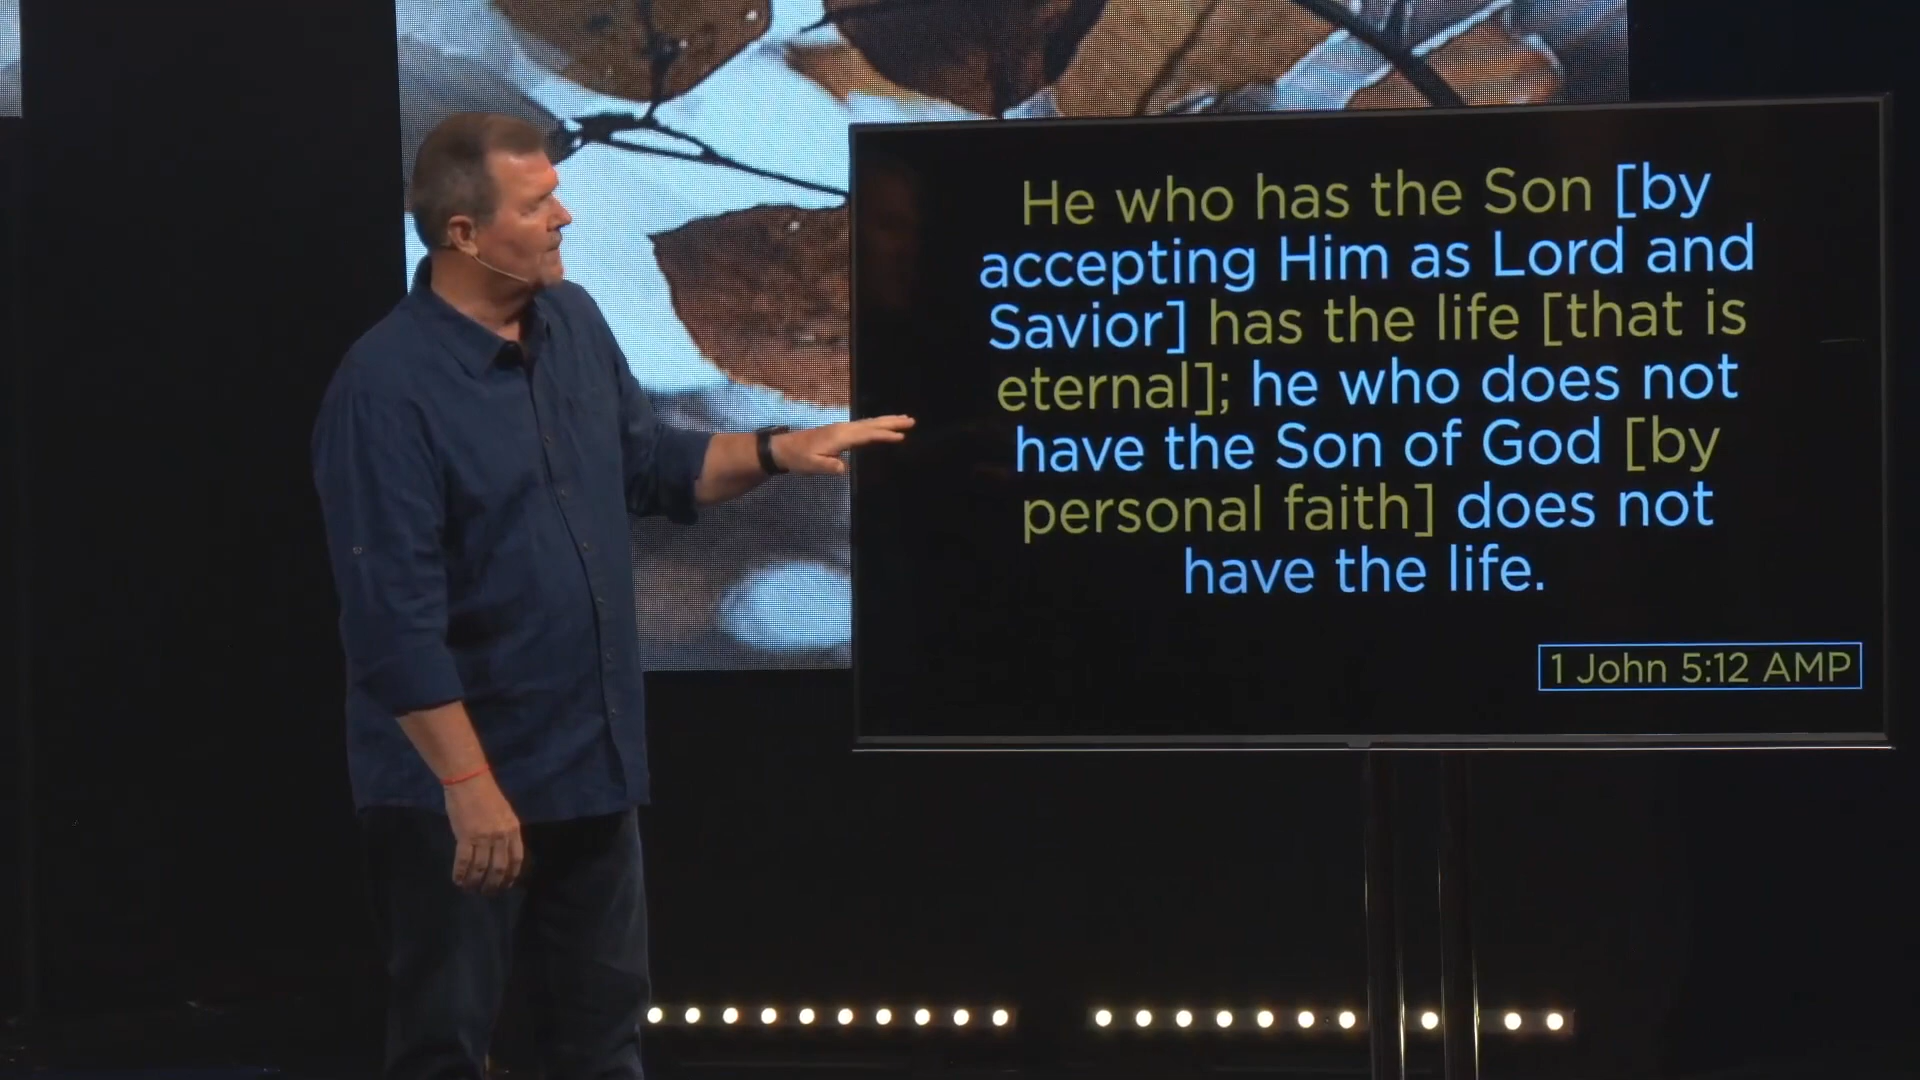 He who has the Son [by
accepting Him as Lord and
Savior] has the life [that is
eternal]; he who does not
have the Son of God [by
personal faith] does not
have the life.
1 John 5:12 AMP